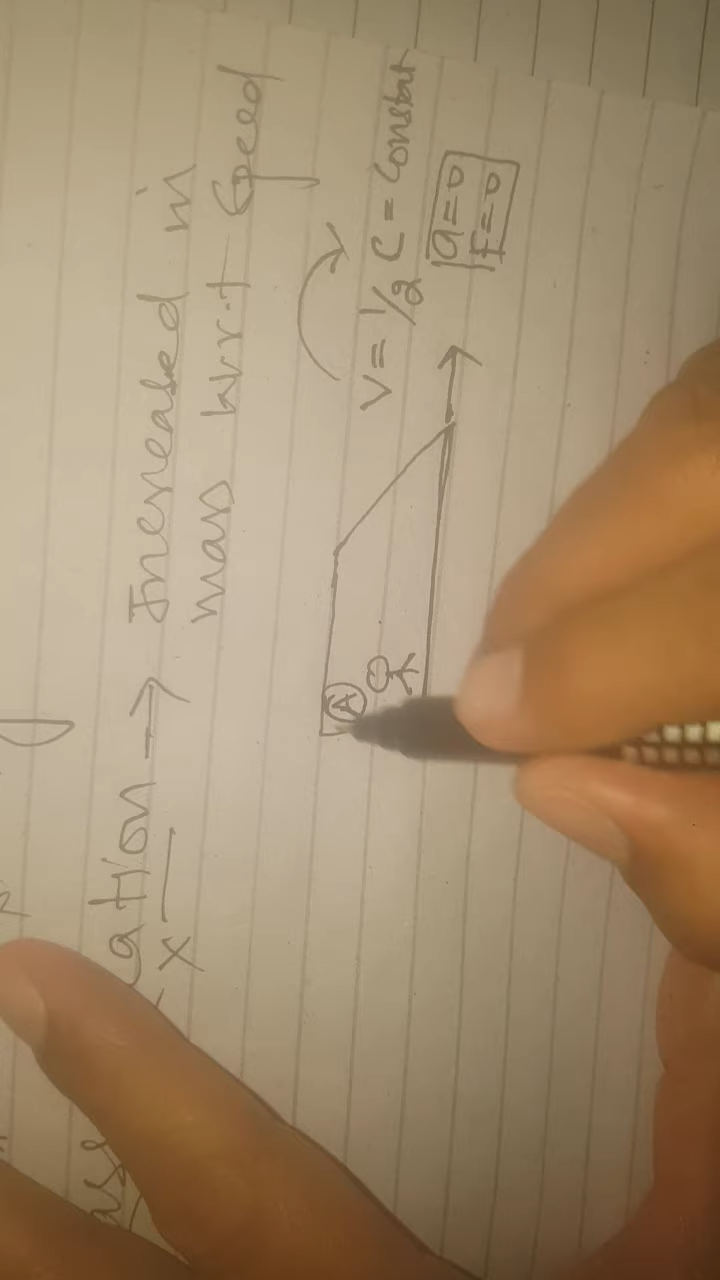 ation → Increased in
mass w.r.t Speed
x
V = 1/2 C = Constant
a=0
F=0
A